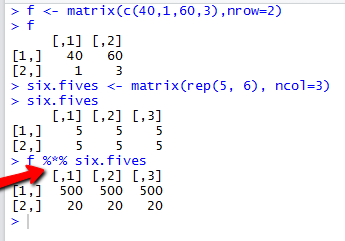 > f <- matrix(c(40,1,60,3),nrow=2)
> f
     [,1] [,2]
[1,]   40   60
[2,]    1    3
> six.fives <- matrix(rep(5, 6), ncol=3)
> six.fives
     [,1] [,2] [,3]
[1,]    5    5    5
[2,]    5    5    5
> f %*% six.fives
     [,1] [,2] [,3]
[1,]  500  500  500
[2,]   20   20   20
>